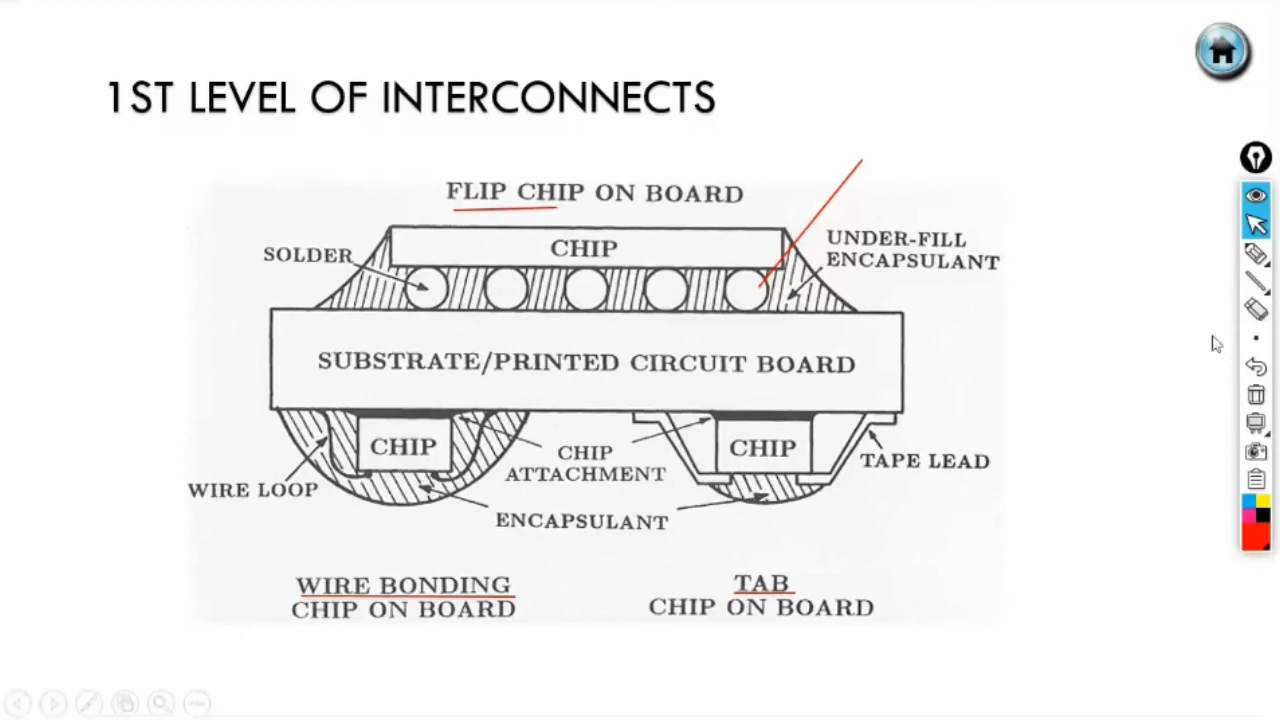 1ST LEVEL OF INTERCONNECTS
FLIP CHIP ON BOARD
SOLDER
CHIP
UNDER-FILL
ENCAPSULANT
SUBSTRATE/PRINTED CIRCUIT BOARD
CHIP
CHIP
ATTACHMENT
CHIP
TAPE LEAD
WIRE LOOP
ENCAPSULANT
WIRE BONDING
CHIP ON BOARD
TAB
CHIP ON BOARD